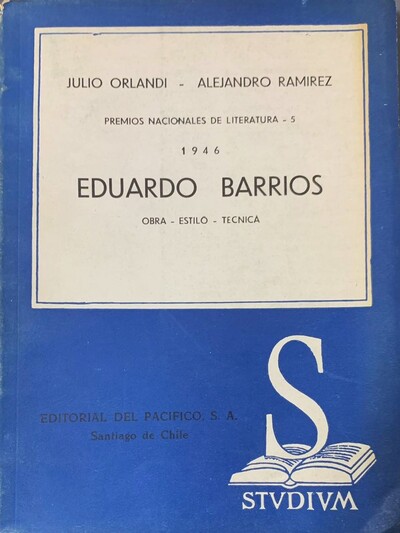 JULIO ORLANDI - ALEJANDRO RAMIREZ
PREMIOS NACIONALES DE LITERATURA - 5
1946
EDUARDO BARRIOS
OBRA - ESTILO - TECNICA
EDITORIAL DEL PACIFICO, S. A.
Santiago de Chile
S
STVDIVM